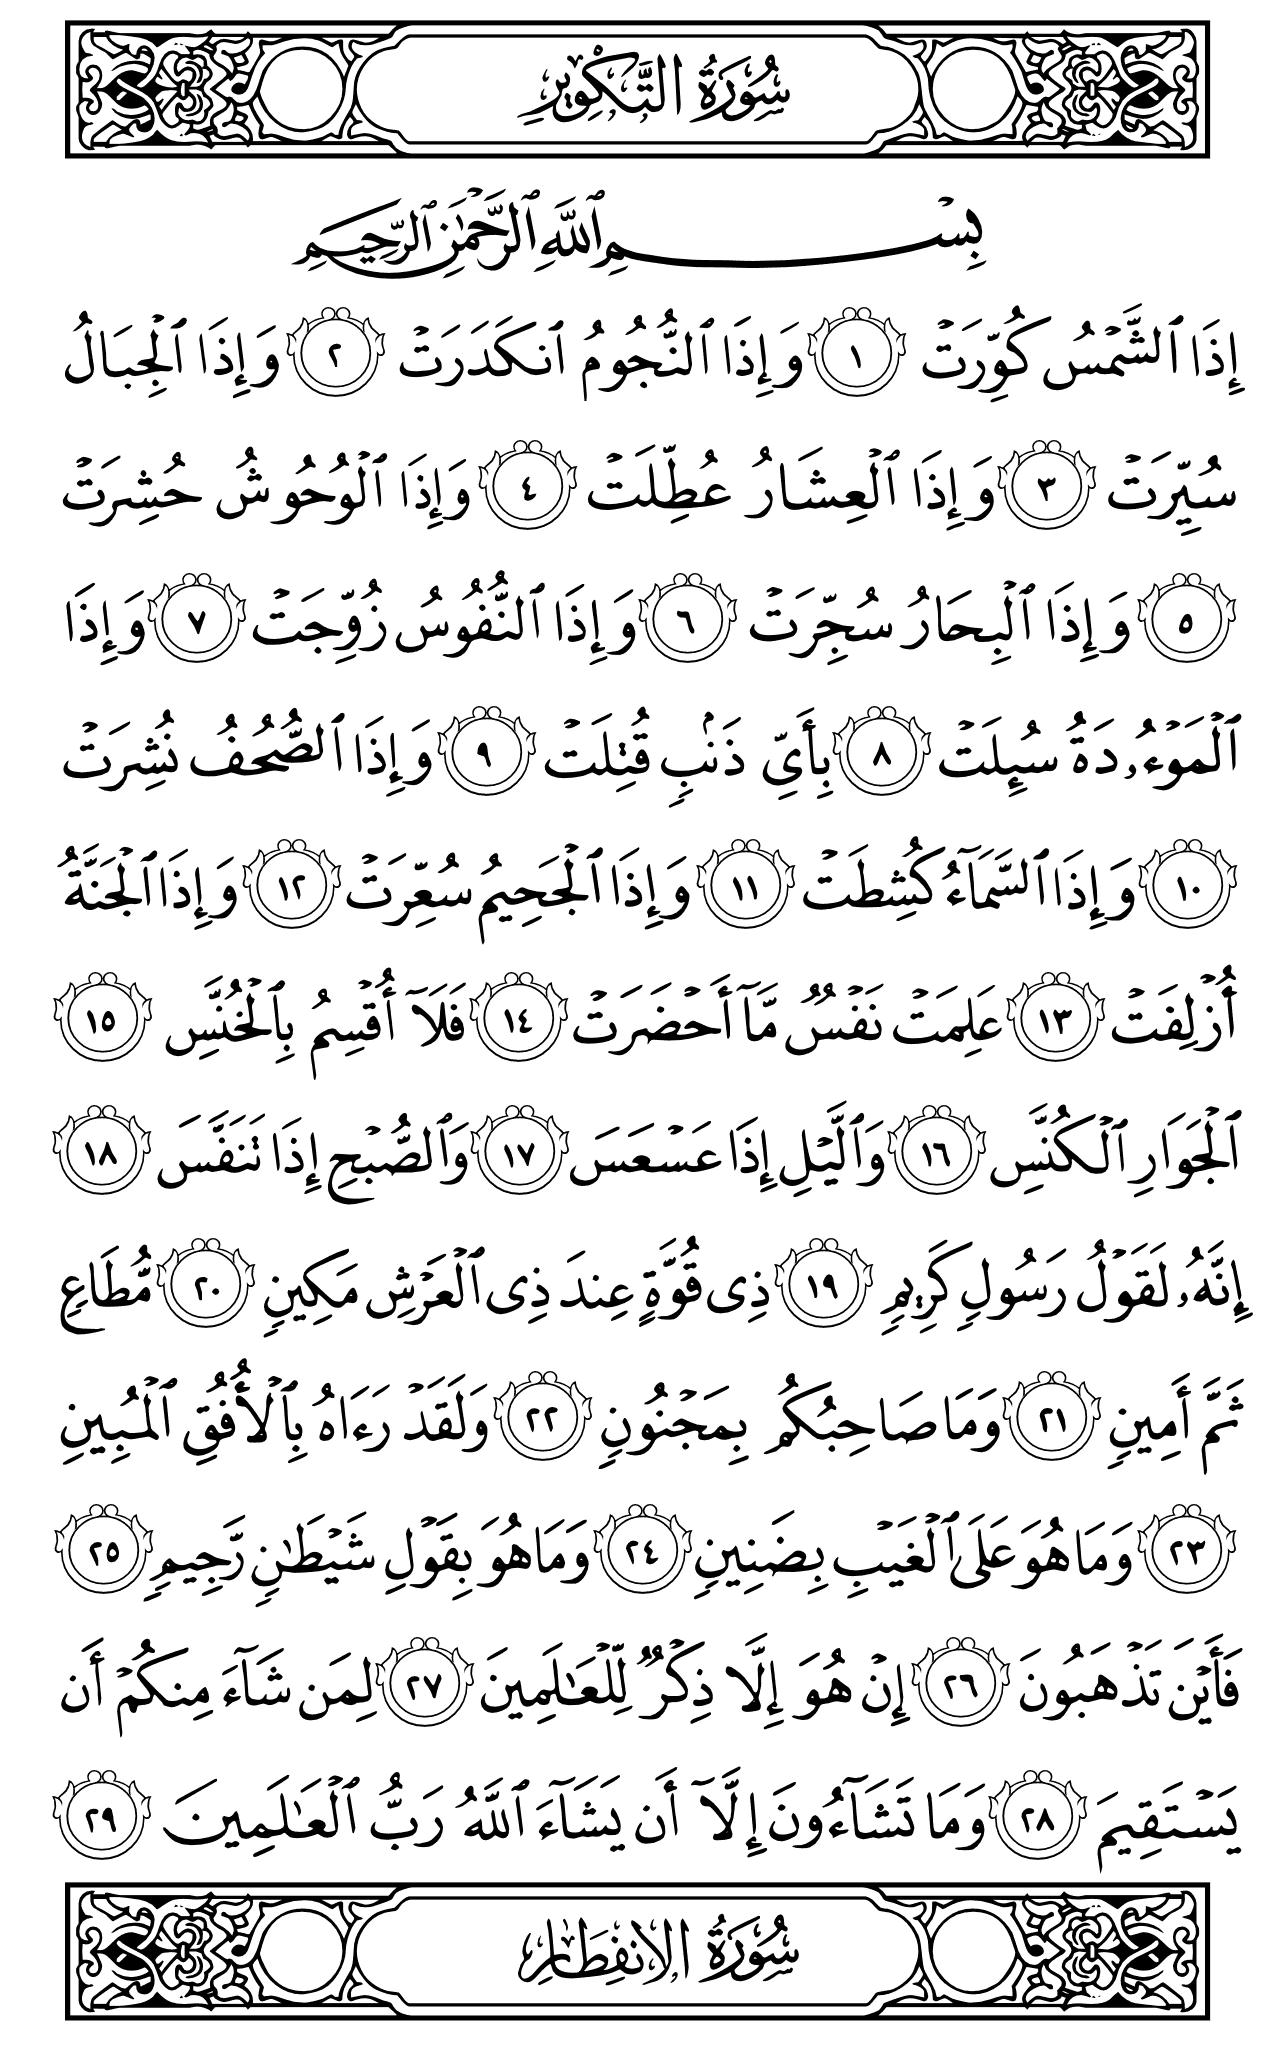 سُورَةُ التَّكْوِيرِ
بِسْمِ ٱللَّهِ ٱلرَّحْمَٰنِ ٱلرَّحِيمِ
إِذَا ٱلشَّمْسُ كُوِّرَتْ ١ وَإِذَا ٱلنُّجُومُ ٱنكَدَرَتْ ٢ وَإِذَا ٱلْجِبَالُ
سُيِّرَتْ ٣ وَإِذَا ٱلْعِشَارُ عُطِّلَتْ ٤ وَإِذَا ٱلْوُحُوشُ حُشِرَتْ
٥ وَإِذَا ٱلْبِحَارُ سُجِّرَتْ ٦ وَإِذَا ٱلنُّفُوسُ زُوِّجَتْ ٧ وَإِذَا
ٱلْمَوْءُۥدَةُ سُئِلَتْ ٨ بِأَىِّ ذَنۢبٍ قُتِلَتْ ٩ وَإِذَا ٱلصُّحُفُ نُشِرَتْ
١٠ وَإِذَا ٱلسَّمَآءُ كُشِطَتْ ١١ وَإِذَا ٱلْجَحِيمُ سُعِّرَتْ ١٢ وَإِذَا ٱلْجَنَّةُ
أُزْلِفَتْ ١٣ عَلِمَتْ نَفْسٌ مَّآ أَحْضَرَتْ ١٤ فَلَآ أُقْسِمُ بِٱلْخُنَّسِ ١٥
ٱلْجَوَارِ ٱلْكُنَّسِ ١٦ وَٱلَّيْلِ إِذَا عَسْعَسَ ١٧ وَٱلصُّبْحِ إِذَا تَنَفَّسَ ١٨
إِنَّهُۥ لَقَوْلُ رَسُولٍ كَرِيمٍ ١٩ ذِى قُوَّةٍ عِندَ ذِى ٱلْعَرْشِ مَكِينٍ ٢٠ مُّطَاعٍ
ثَمَّ أَمِينٍ ٢١ وَمَا صَاحِبُكُم بِمَجْنُونٍ ٢٢ وَلَقَدْ رَءَاهُ بِٱلْأُفُقِ ٱلْمُبِينِ
٢٣ وَمَا هُوَ عَلَى ٱلْغَيْبِ بِضَنِينٍ ٢٤ وَمَا هُوَ بِقَوْلِ شَيْطَٰنٍ رَّجِيمٍ ٢٥
فَأَيْنَ تَذْهَبُونَ ٢٦ إِنْ هُوَ إِلَّا ذِكْرٌ لِّلْعَٰلَمِينَ ٢٧ لِمَن شَآءَ مِنكُمْ أَن
يَسْتَقِيمَ ٢٨ وَمَا تَشَآءُونَ إِلَّآ أَن يَشَآءَ ٱللَّهُ رَبُّ ٱلْعَٰلَمِينَ ٢٩
سُورَةُ الإِنفِطَارِ